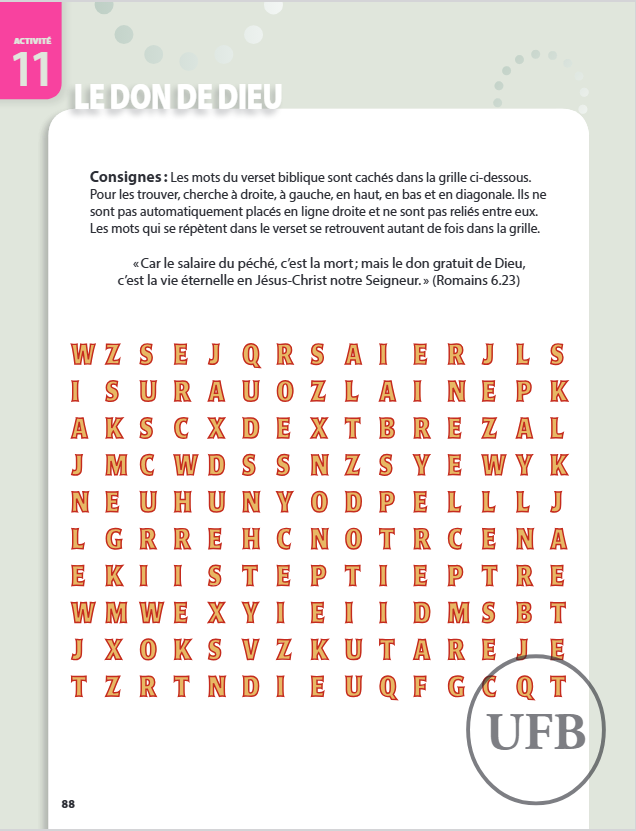 ACTIVITÉ
11
LE DON DE DIEU
Consignes : Les mots du verset biblique sont cachés dans la grille ci-dessous.
Pour les trouver, cherche à droite, à gauche, en haut, en bas et en diagonale. Ils ne
sont pas automatiquement placés en ligne droite et ne sont pas reliés entre eux.
Les mots qui se répètent dans le verset se retrouvent autant de fois dans la grille.
« Car le salaire du péché, c’est la mort ; mais le don gratuit de Dieu,
c’est la vie éternelle en Jésus-Christ notre Seigneur. » (Romains 6.23)
W Z S E J Q R S A I E R J L S
I S U R A U O Z L A I N E P K
A K S C X D E X T B R E Z A L
J M C W D S S N Z S Y E W Y K
N E U H U N Y O D P E L L L J
L G R R E H C N O T R C E N A
E K I I S T E P T I E P T R E
W M W E X Y I E I I D M S B T
J X O K S V Z K U T A R E J E
T Z R T N D I E U Q F G C Q T
UFB
88